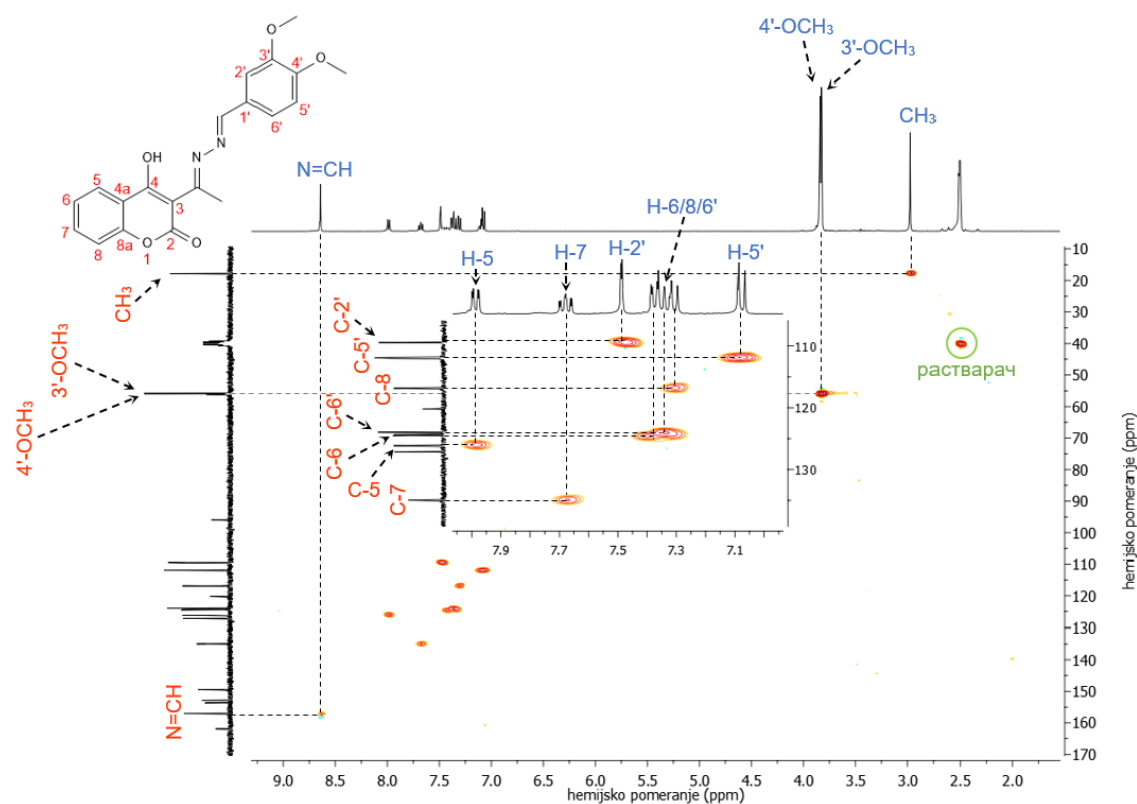 O
O
3'
4'
2'
5'
1'
6'
N
N
OH
5
4
4a
6
3
7
8a
2
8
O
1
O
4'-OCH₃
3'-OCH₃
CH₃
N=CH
H-6/8/6'
H-5
H-7
H-2'
H-5'
CH₃
3'-OCH₃
4'-OCH₃
N=CH
C-2'
C-5'
C-8
C-6'
C-6
C-5
C-7
110
120
130
7.9
7.7
7.5
7.3
7.1
растварач
10
20
30
40
50
60
70
80
90
100
110
120
130
140
150
160
170
hemijsko pomeranje (ppm)
9.0
8.5
8.0
7.5
7.0
6.5
6.0
5.5
5.0
4.5
4.0
3.5
3.0
2.5
2.0
hemijsko pomeranje (ppm)